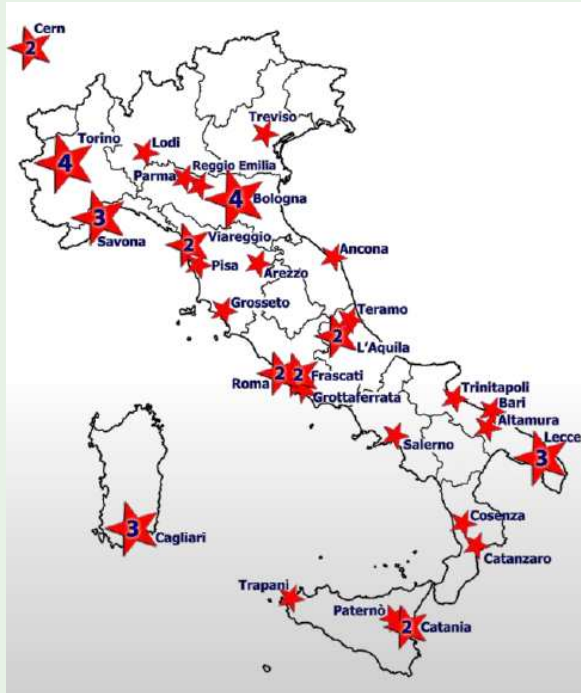 Cern
2
Treviso
Torino
4
Lodi
Parma
Reggio Emilia
4
Bologna
3
Savona
2
Viareggio
Pisa
Arezzo
Ancona
Grosseto
Teramo
2
L'Aquila
Roma
2
2
Frascati
Grottaferrata
Trinitapoli
Bari
Altamura
Lecce
3
Salerno
3
Cagliari
Cosenza
Catanzaro
Trapani
Paternò
2
Catania